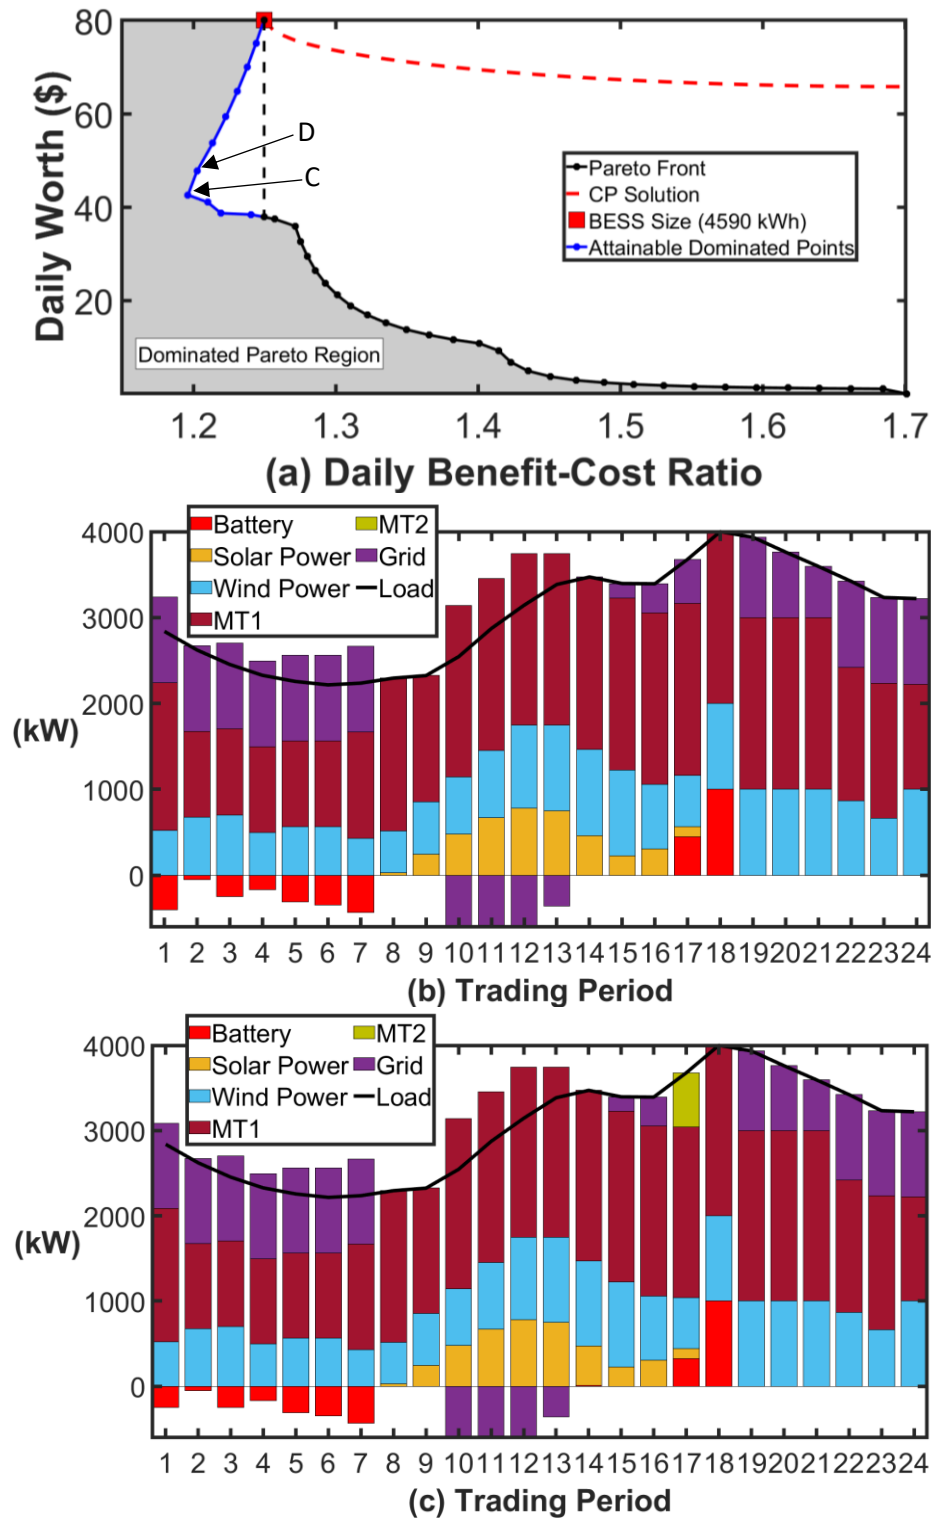 80
60
40
20
Daily Worth ($)
D
C
Pareto Front
CP Solution
BESS Size (4590 kWh)
Attainable Dominated Points
Dominated Pareto Region
1.2 1.3 1.4 1.5 1.6 1.7
(a) Daily Benefit-Cost Ratio
Battery MT2
Solar Power Grid
Wind Power Load
MT1
4000
3000
2000
(kW)
1000
0
1 2 3 4 5 6 7 8 9 10 11 12 13 14 15 16 17 18 19 20 21 22 23 24
(b) Trading Period
Battery MT2
Solar Power Grid
Wind Power Load
MT1
4000
3000
2000
(kW)
1000
0
1 2 3 4 5 6 7 8 9 10 11 12 13 14 15 16 17 18 19 20 21 22 23 24
(c) Trading Period